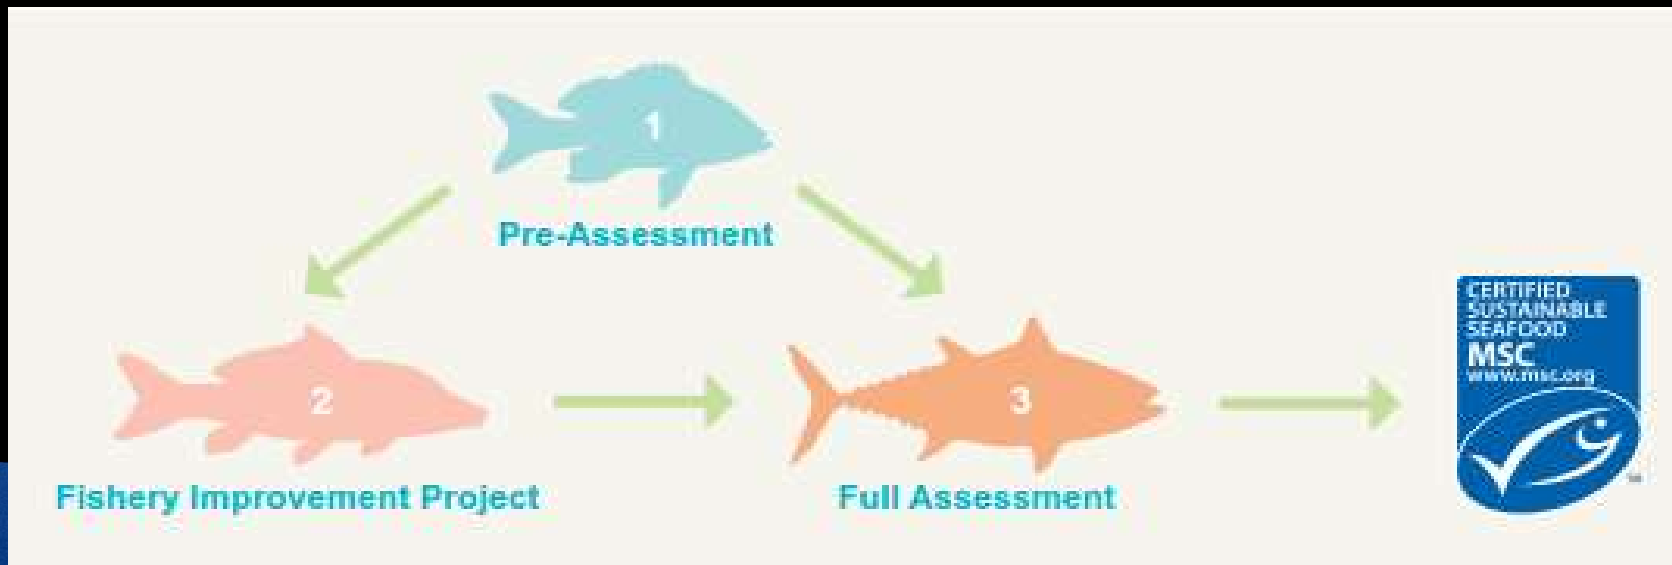 1
Pre-Assessment
2
Fishery Improvement Project
3
Full Assessment
CERTIFIED
SUSTAINABLE
SEAFOOD
MSC
www.msc.org